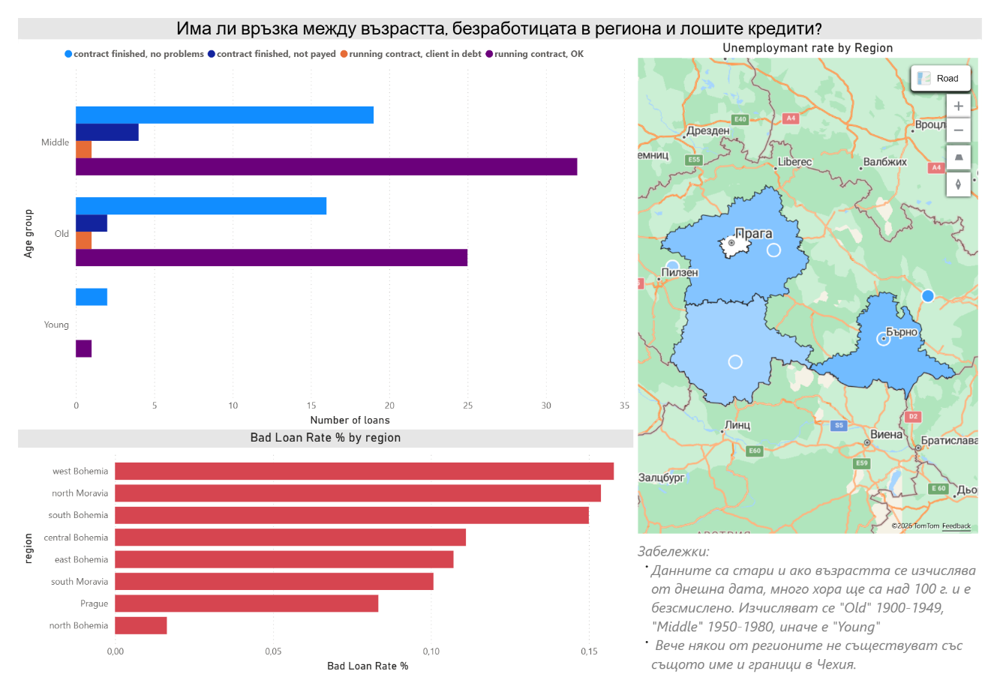 Има ли връзка между възрастта, безработицата в региона и лошите кредити?
contract finished, no problems contract finished, not payed running contract, client in debt running contract, OK
Age group
Middle
Old
Young
0 5 10 15 20 25 30 35
Number of loans
Bad Loan Rate % by region
region
west Bohemia
north Moravia
south Bohemia
central Bohemia
east Bohemia
south Moravia
Prague
north Bohemia
0,00 0,05 0,10 0,15
Bad Loan Rate %
Unemploymant rate by Region
Road
E40
A4
Дрезден
Вроцл
емниц
E55
Liberec
Валбжих
A4
Прага
Пилзен
Бърно
D2
Линц
S5
Виена
Братислава
E60
E59
Залцбург
E 60
Дьо
©2026 TomTom Feedback
Забележки:
Данните са стари и ако възрастта се изчислява
от днешна дата, много хора ще са над 100 г. и е
безсмислено. Изчисляват се "Old" 1900-1949,
"Middle" 1950-1980, иначе е "Young"
Вече някои от регионите не съществуват със
същото име и граници в Чехия.